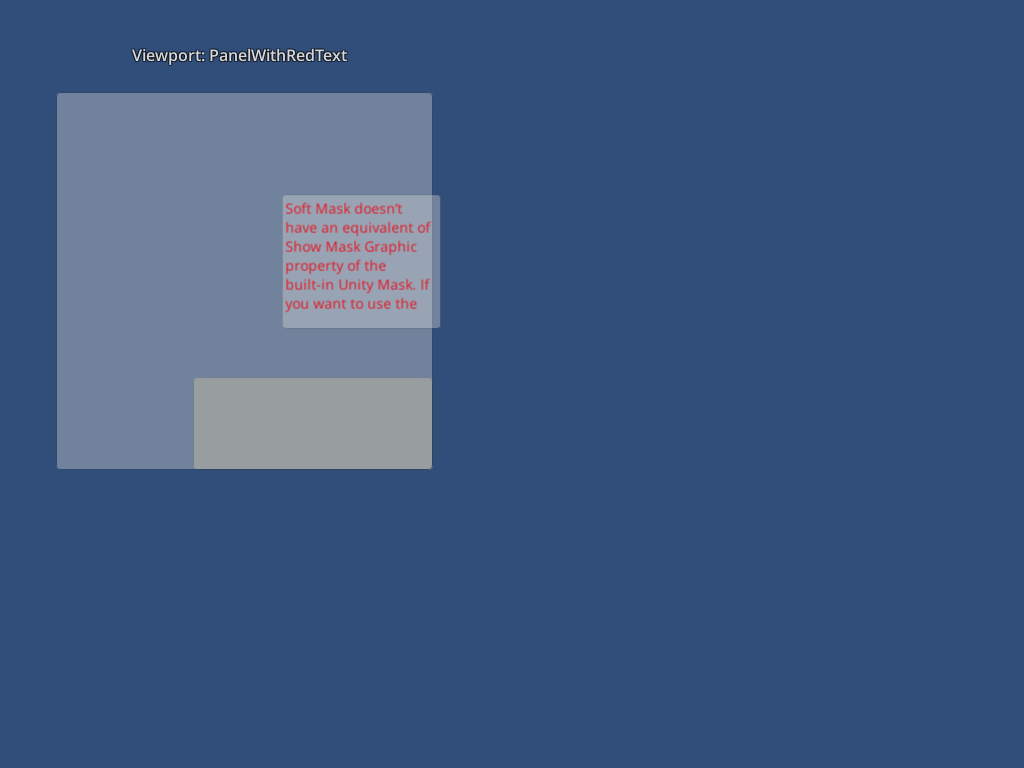 Viewport: PanelWithRedText
Soft Mask doesn't
have an equivalent of
Show Mask Graphic
property of the
built-in Unity Mask. If
you want to use the